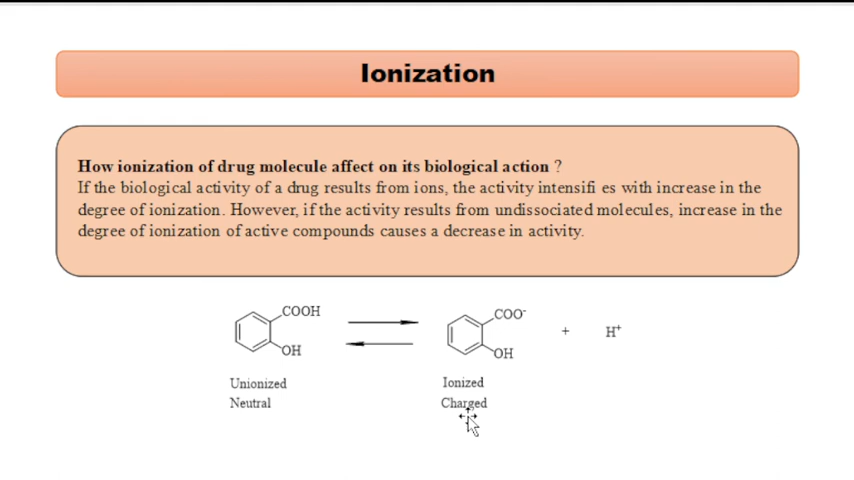 Ionization
How ionization of drug molecule affect on its biological action ?
If the biological activity of a drug results from ions, the activity intensifi es with increase in the
degree of ionization. However, if the activity results from undissociated molecules, increase in the
degree of ionization of active compounds causes a decrease in activity.
COOH
OH
COO-
OH
+ H+
Unionized
Neutral
Ionized
Charged